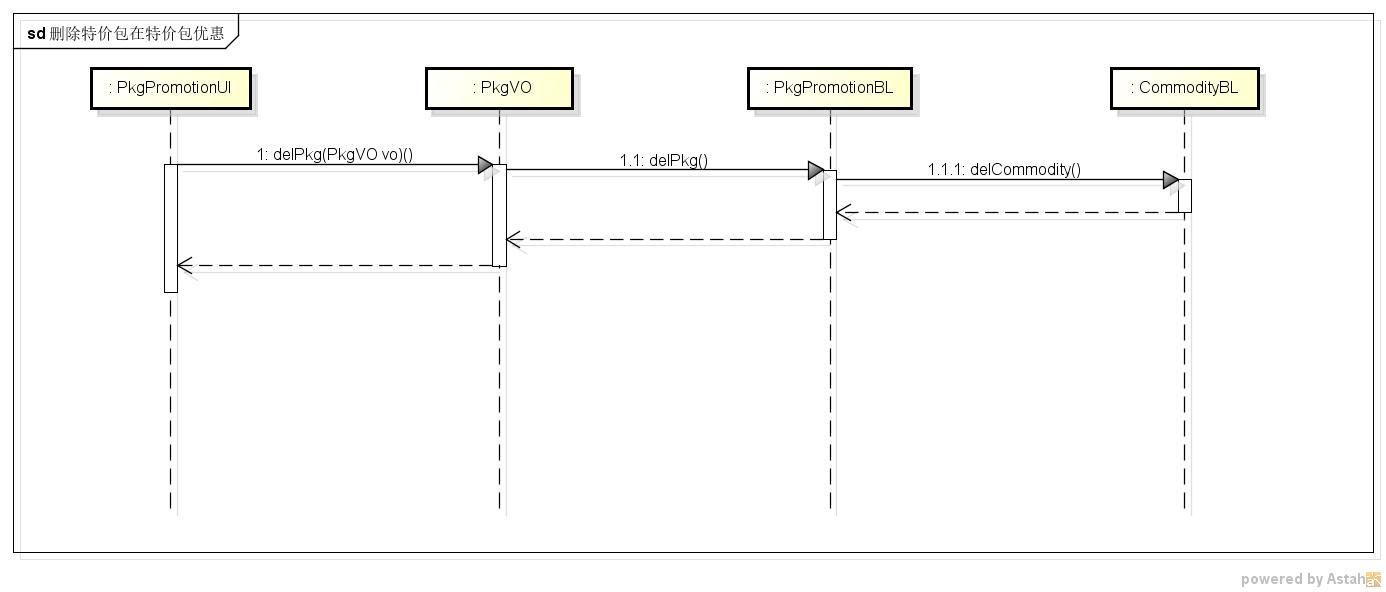 sd 删除特价包在特价包优惠
: PkgPromotionUI
: PkgVO
: PkgPromotionBL
: CommodityBL
1: delPkg(PkgVO vo)()
1.1: delPkg()
1.1.1: delCommodity()
powered by Astah